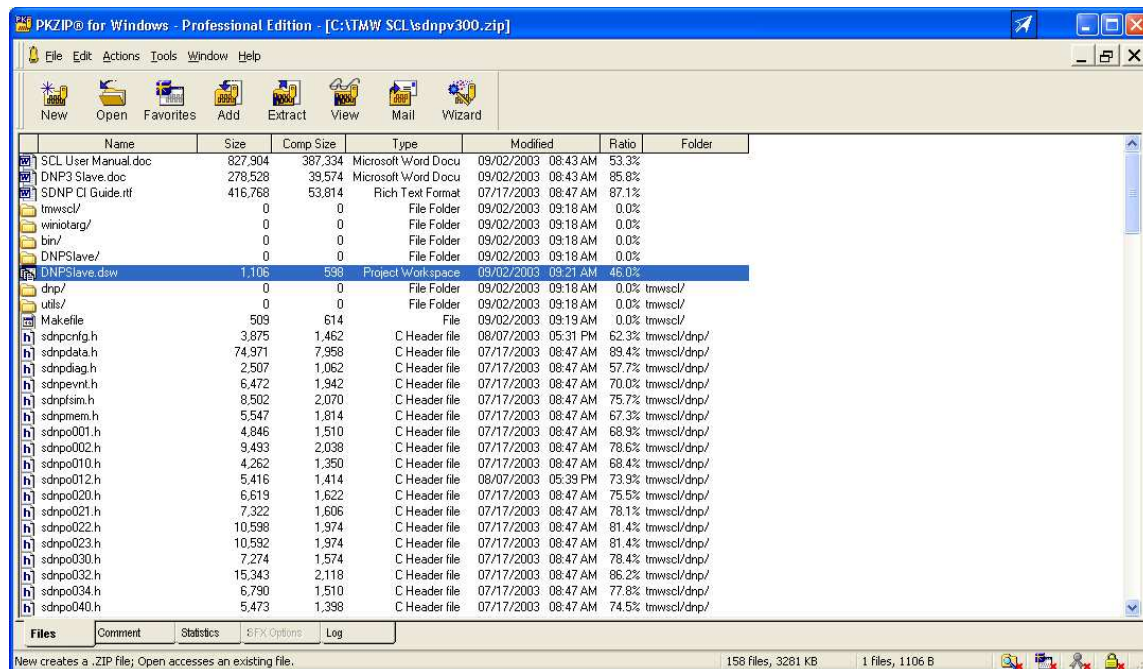 PKZIP® for Windows - Professional Edition - [C:\TMW SCL\sdnpv300.zip]
File Edit Actions Tools Window Help
New Open Favorites Add Extract View Mail Wizard
Name Size Comp Size Type Modified Ratio Folder
SCL User Manual.doc 827,904 387,334 Microsoft Word Docu 09/02/2003 08:43 AM 53.3%
DNP3 Slave.doc 278,528 39,574 Microsoft Word Docu 09/02/2003 08:43 AM 85.8%
SDNP CI Guide.rtf 416,768 53,814 Rich Text Format 07/17/2003 08:47 AM 87.1%
tmwscl/ 0 0 File Folder 09/02/2003 09:18 AM 0.0%
winiotarg/ 0 0 File Folder 09/02/2003 09:18 AM 0.0%
bin/ 0 0 File Folder 09/02/2003 09:18 AM 0.0%
DNPSlave/ 0 0 File Folder 09/02/2003 09:18 AM 0.0%
DNPSlave.dsw 1,106 598 Project Workspace 09/02/2003 09:21 AM 46.0%
dnp/ 0 0 File Folder 09/02/2003 09:18 AM 0.0% tmwscl/
utils/ 0 0 File Folder 09/02/2003 09:18 AM 0.0% tmwscl/
Makefile 509 614 File 09/02/2003 09:19 AM 0.0% tmwscl/
sdnpcnfg.h 3,875 1,462 C Header file 08/07/2003 05:31 PM 62.3% tmwscl/dnp/
sdnpdata.h 74,971 7,958 C Header file 07/17/2003 08:47 AM 89.4% tmwscl/dnp/
sdnpdiag.h 2,507 1,062 C Header file 07/17/2003 08:47 AM 57.7% tmwscl/dnp/
sdnpevnt.h 6,472 1,942 C Header file 07/17/2003 08:47 AM 70.0% tmwscl/dnp/
sdnpfsim.h 8,502 2,070 C Header file 07/17/2003 08:47 AM 75.7% tmwscl/dnp/
sdnpmem.h 5,547 1,814 C Header file 07/17/2003 08:47 AM 67.3% tmwscl/dnp/
sdnpo001.h 4,846 1,510 C Header file 07/17/2003 08:47 AM 68.9% tmwscl/dnp/
sdnpo002.h 9,493 2,038 C Header file 07/17/2003 08:47 AM 78.6% tmwscl/dnp/
sdnpo010.h 4,262 1,350 C Header file 07/17/2003 08:47 AM 68.4% tmwscl/dnp/
sdnpo012.h 5,416 1,414 C Header file 08/07/2003 05:39 PM 73.9% tmwscl/dnp/
sdnpo020.h 6,619 1,622 C Header file 07/17/2003 08:47 AM 75.5% tmwscl/dnp/
sdnpo021.h 7,322 1,606 C Header file 07/17/2003 08:47 AM 78.1% tmwscl/dnp/
sdnpo022.h 10,598 1,974 C Header file 07/17/2003 08:47 AM 81.4% tmwscl/dnp/
sdnpo023.h 10,592 1,974 C Header file 07/17/2003 08:47 AM 81.4% tmwscl/dnp/
sdnpo030.h 7,274 1,574 C Header file 07/17/2003 08:47 AM 78.4% tmwscl/dnp/
sdnpo032.h 15,343 2,118 C Header file 07/17/2003 08:47 AM 86.2% tmwscl/dnp/
sdnpo034.h 6,790 1,510 C Header file 07/17/2003 08:47 AM 77.8% tmwscl/dnp/
sdnpo040.h 5,473 1,398 C Header file 07/17/2003 08:47 AM 74.5% tmwscl/dnp/
Files Comment Statistics SFX Options Log
New creates a .ZIP file; Open accesses an existing file. 158 files, 3281 KB 1 files, 1106 B